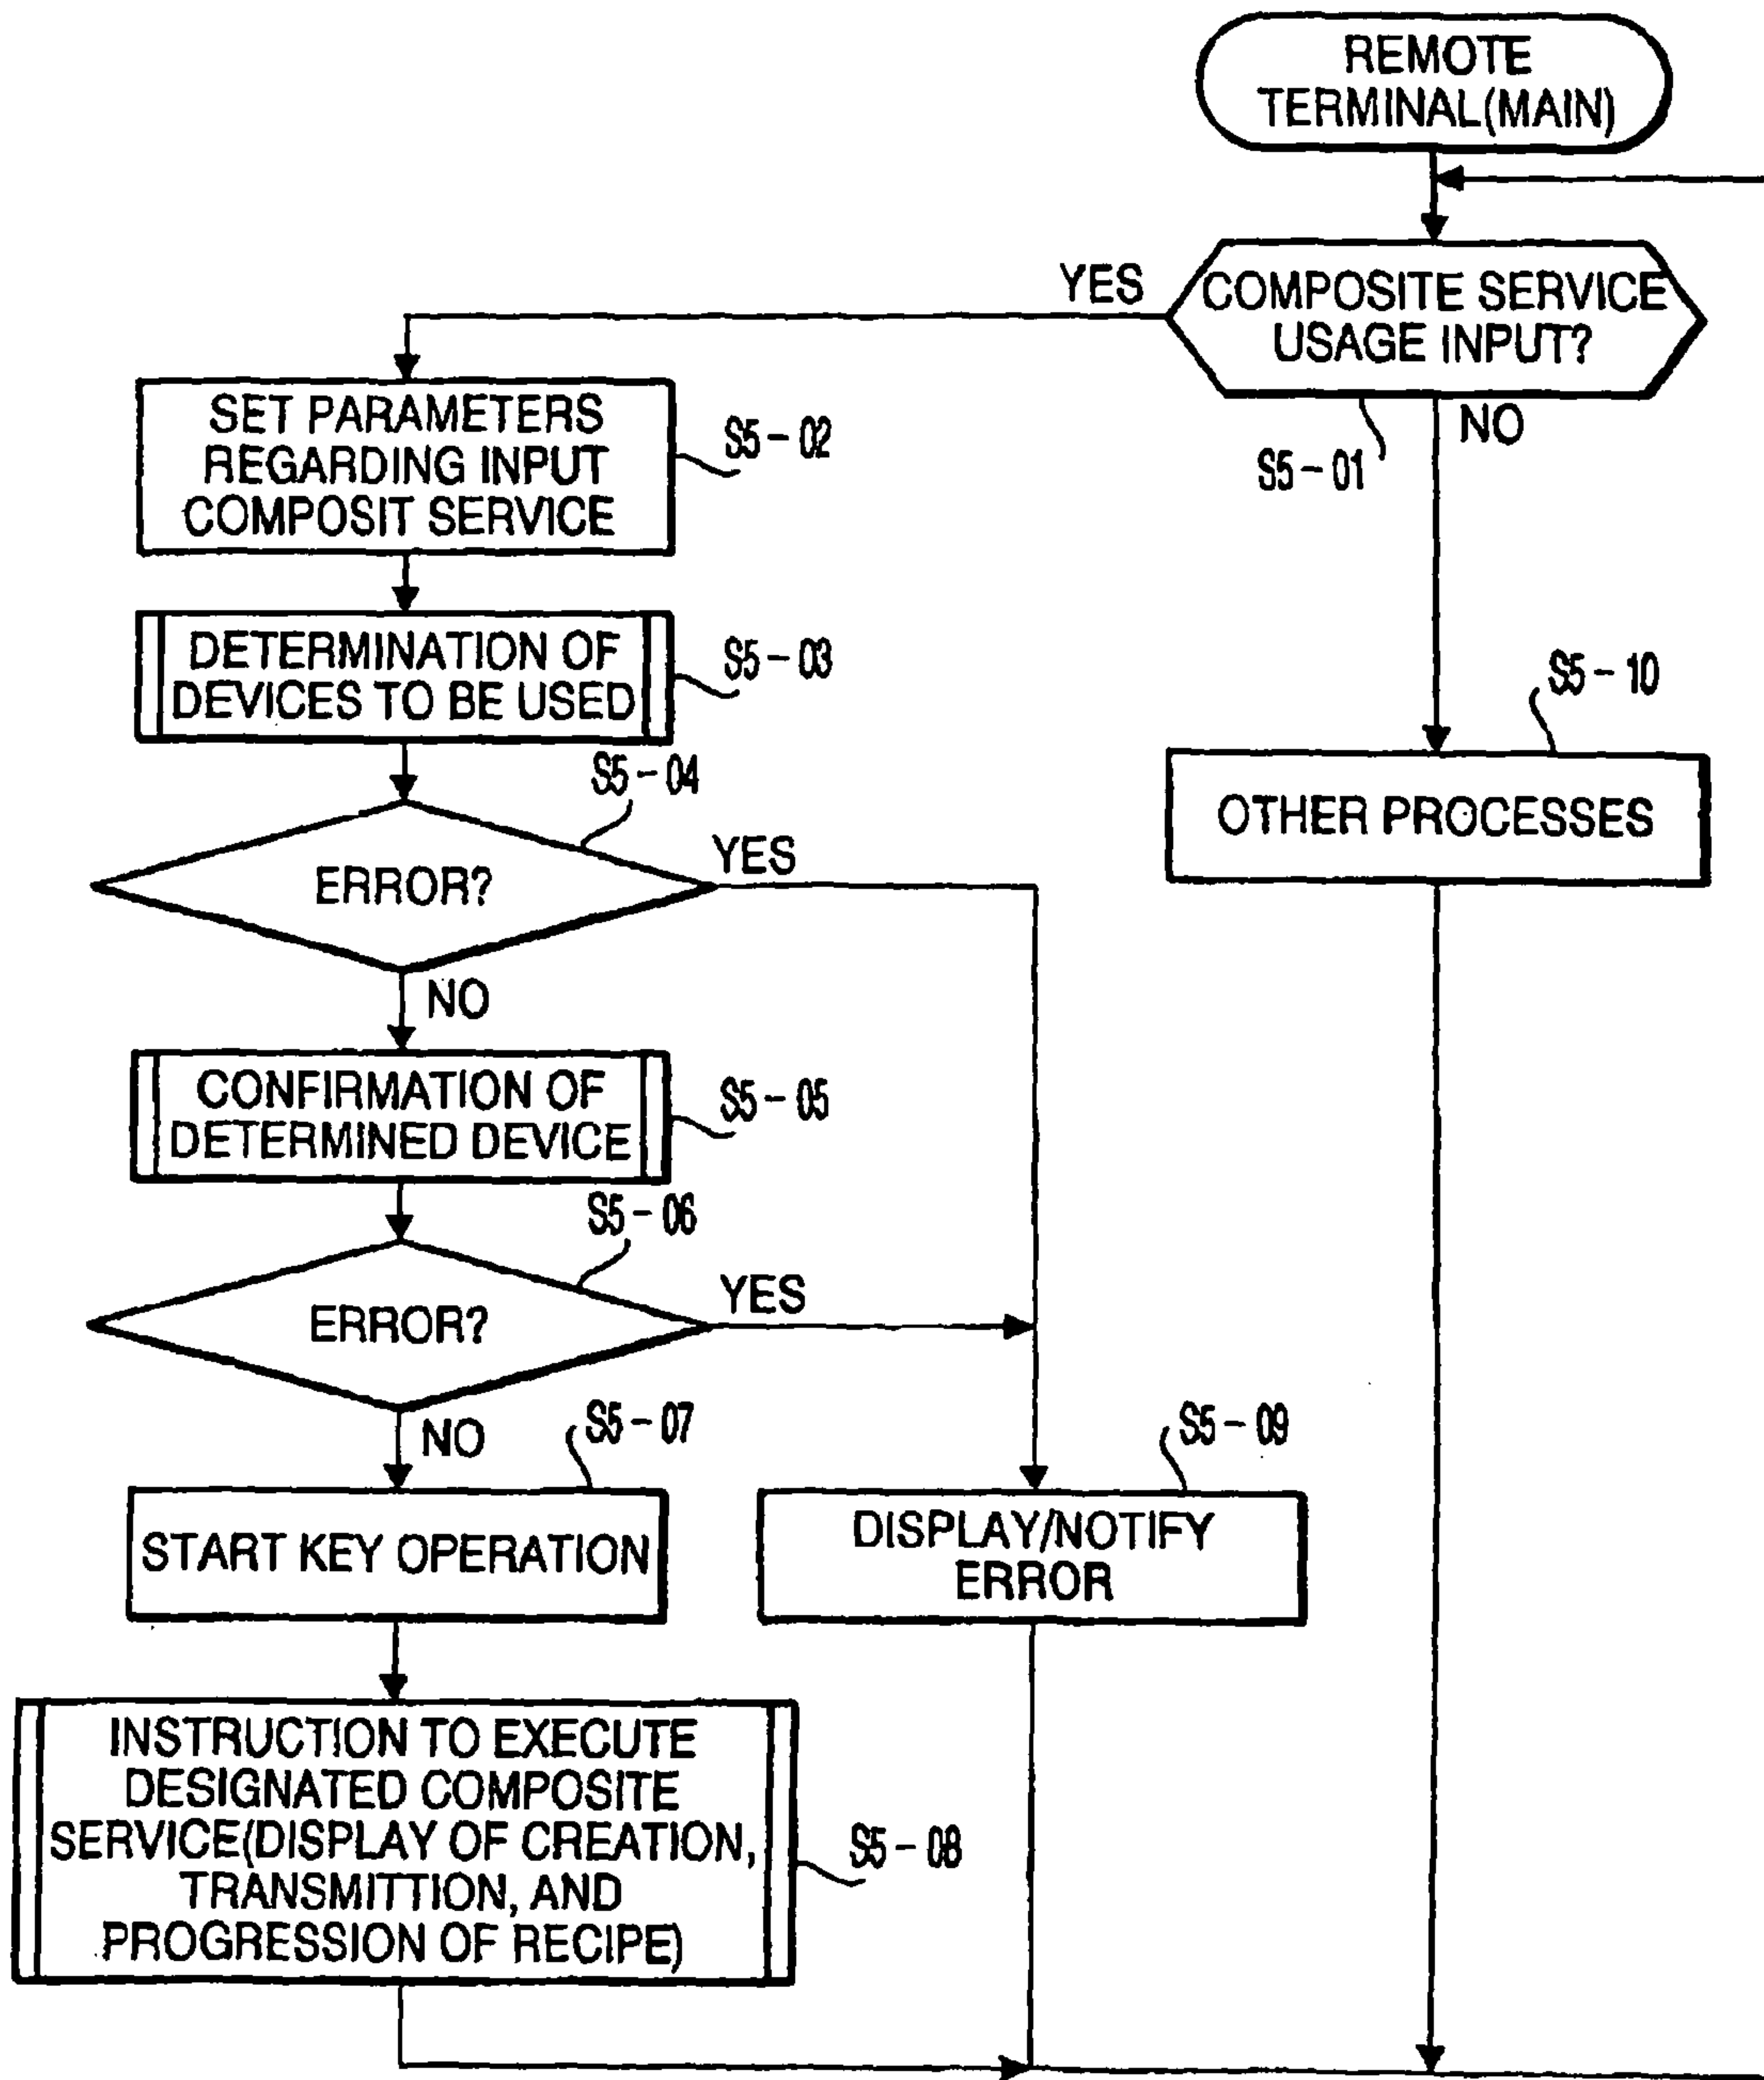 REMOTE
TERMINAL(MAIN)
YES
COMPOSITE SERVICE
USAGE INPUT?
NO
S5-01
SET PARAMETERS
REGARDING INPUT
COMPOSIT SERVICE
S5-02
DETERMINATION OF
DEVICES TO BE USED
S5-03
S5-10
OTHER PROCESSES
S5-04
ERROR?
YES
NO
CONFIRMATION OF
DETERMINED DEVICE
S5-05
S5-06
ERROR?
YES
NO
S5-07
START KEY OPERATION
S5-09
DISPLAY/NOTIFY
ERROR
INSTRUCTION TO EXECUTE
DESIGNATED COMPOSITE
SERVICE(DISPLAY OF CREATION,
TRANSMITTION, AND
PROGRESSION OF RECIPE)
S5-08